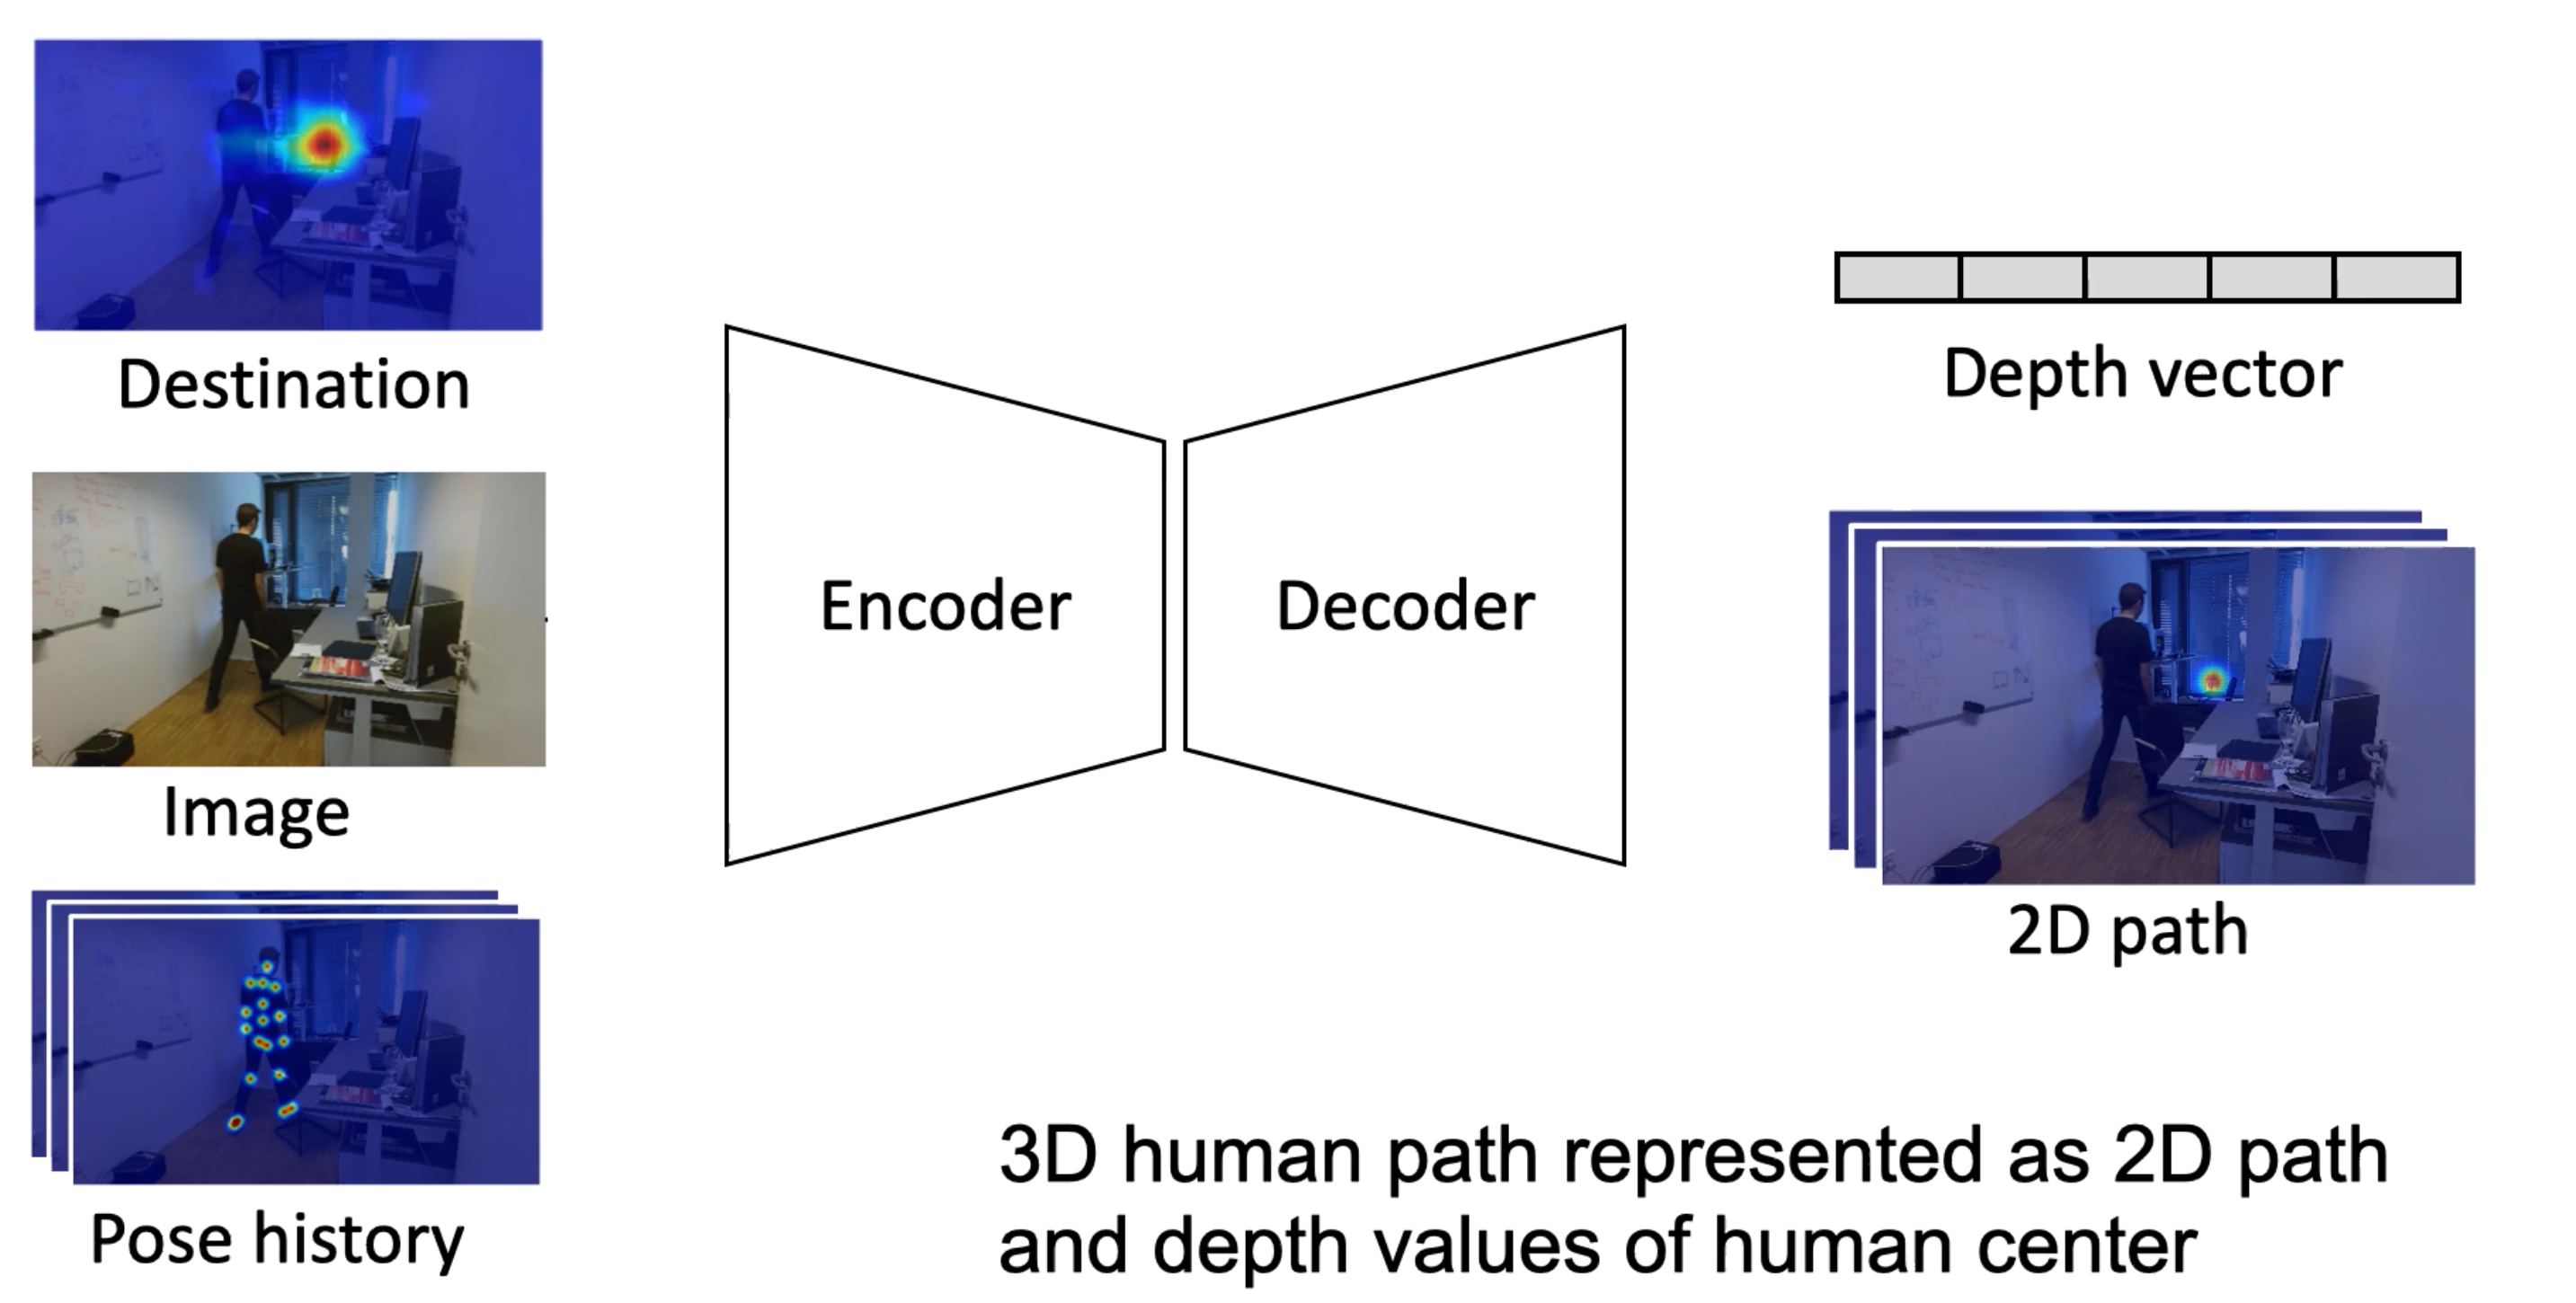 Destination
Image
Pose history
Encoder
Decoder
Depth vector
2D path
3D human path represented as 2D path
and depth values of human center